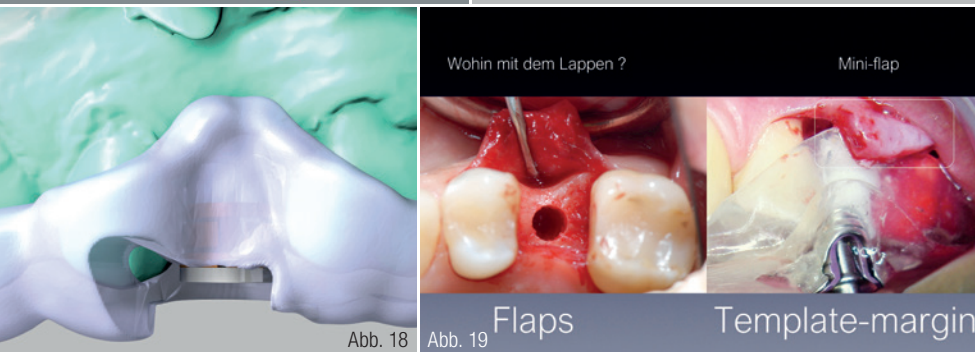 Wohin mit dem Lappen ?
Mini-flap
Abb. 18
Abb. 19
Flaps
Template-margin